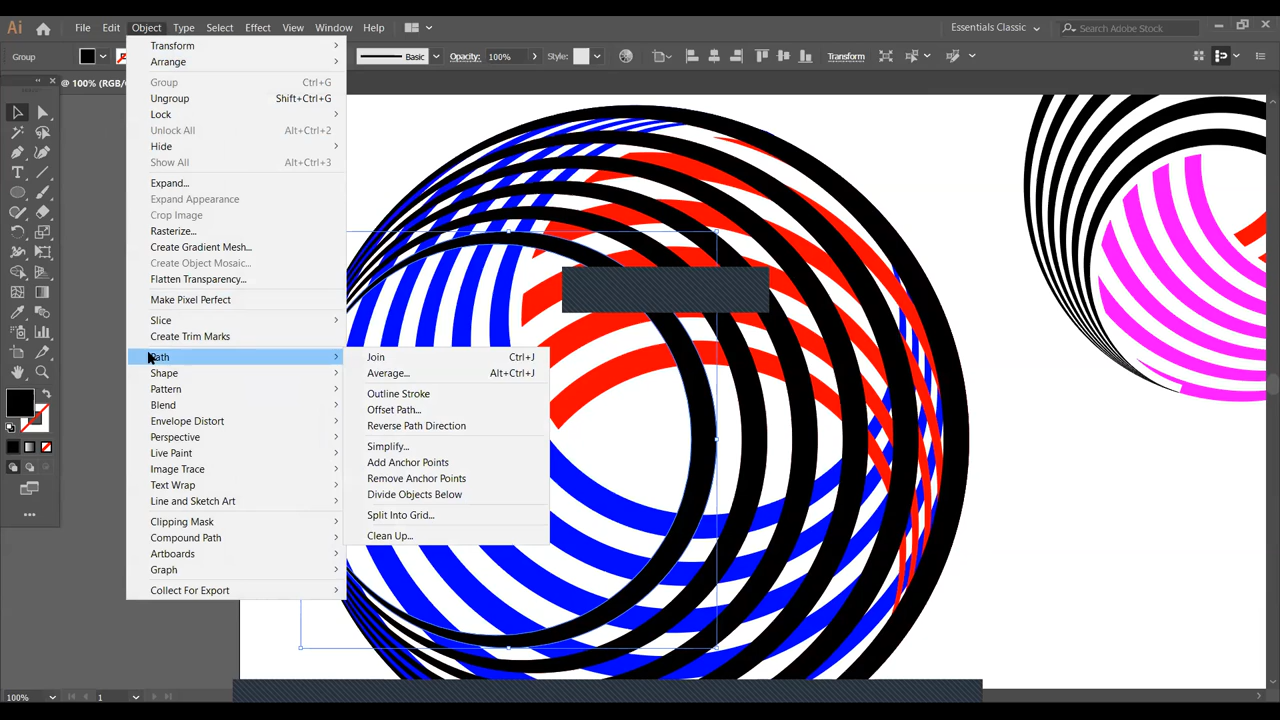 Ai File Edit Object Type Select Effect View Window Help Essentials Classic Search Adobe Stock
Group Basic Opacity: 100% Style: Transform
@ 100% (RGB/
Transform
Arrange
Group Ctrl+G
Ungroup Shift+Ctrl+G
Lock
Unlock All Alt+Ctrl+2
Hide
Show All Alt+Ctrl+3
Expand...
Expand Appearance
Crop Image
Rasterize...
Create Gradient Mesh...
Create Object Mosaic...
Flatten Transparency...
Make Pixel Perfect
Slice
Create Trim Marks
Path
Shape
Pattern
Blend
Envelope Distort
Perspective
Live Paint
Image Trace
Text Wrap
Line and Sketch Art
Clipping Mask
Compound Path
Artboards
Graph
Collect For Export
Join Ctrl+J
Average... Alt+Ctrl+J
Outline Stroke
Offset Path...
Reverse Path Direction
Simplify...
Add Anchor Points
Remove Anchor Points
Divide Objects Below
Split Into Grid...
Clean Up...
100% 1